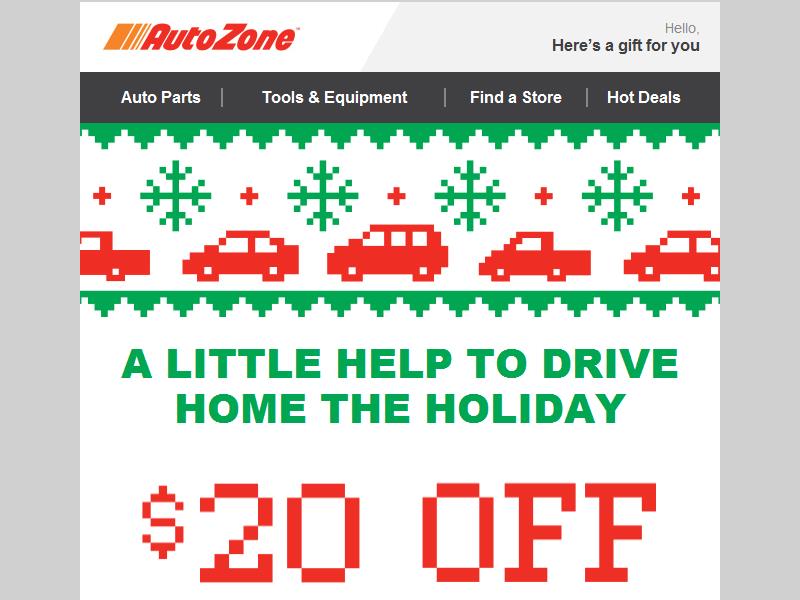 AutoZone
Hello,
Here's a gift for you
Auto Parts
Tools & Equipment
Find a Store
Hot Deals
A LITTLE HELP TO DRIVE
HOME THE HOLIDAY
$20 OFF